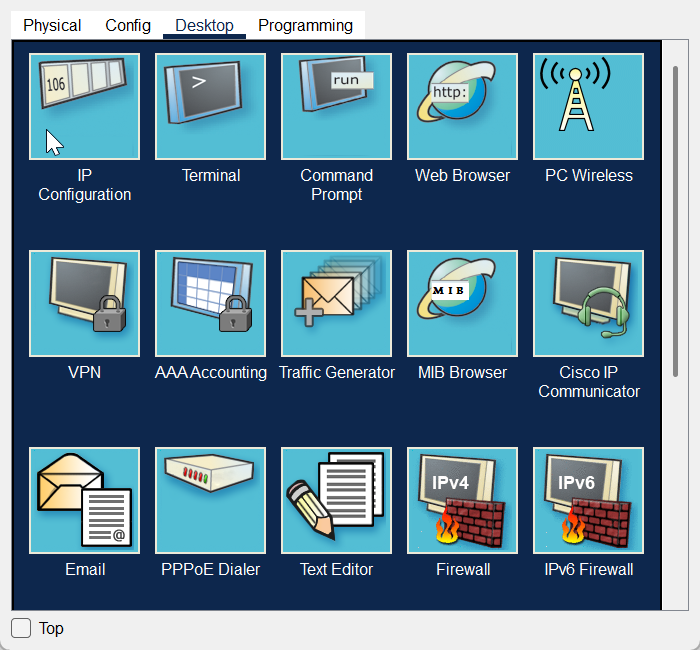 Physical Config Desktop Programming
106
>
run
http:
IP
Configuration
Terminal
Command
Prompt
Web Browser
PC Wireless
MIB
VPN
AAA Accounting
Traffic Generator
MIB Browser
Cisco IP
Communicator
@
IPv4
IPv6
Email
PPPoE Dialer
Text Editor
Firewall
IPv6 Firewall
Top